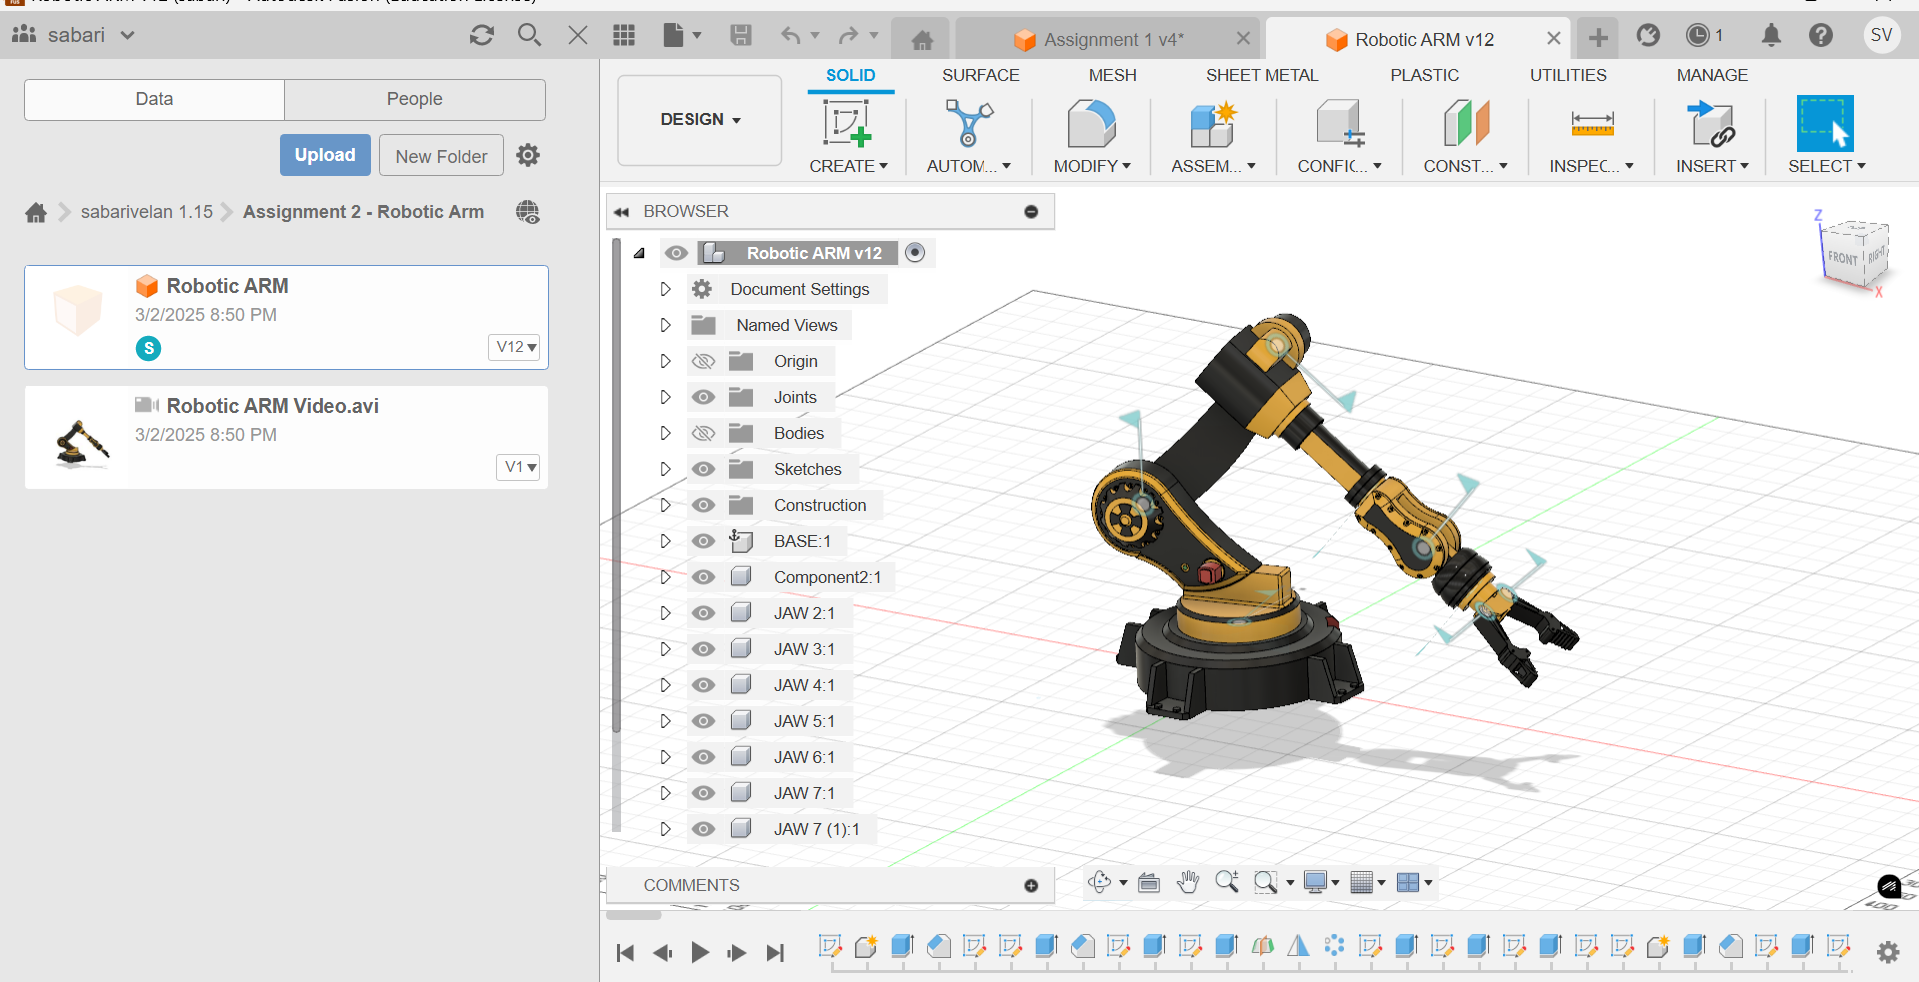 sabari
1
SV
Assignment 1 v4*
Robotic ARM v12
Data
People
Upload
New Folder
sabarivelan 1.15
Assignment 2 - Robotic Arm
Robotic ARM
3/2/2025 8:50 PM
S
V12
Robotic ARM Video.avi
3/2/2025 8:50 PM
V1
DESIGN
SOLID
SURFACE
MESH
SHEET METAL
PLASTIC
UTILITIES
MANAGE
CREATE
AUTOM...
MODIFY
ASSEM...
CONFIG...
CONST...
INSPEC...
INSERT
SELECT
BROWSER
Robotic ARM v12
Document Settings
Named Views
Origin
Joints
Bodies
Sketches
Construction
BASE:1
Component2:1
JAW 2:1
JAW 3:1
JAW 4:1
JAW 5:1
JAW 6:1
JAW 7:1
JAW 7 (1):1
Z
FRONT
RIGHT
X
COMMENTS